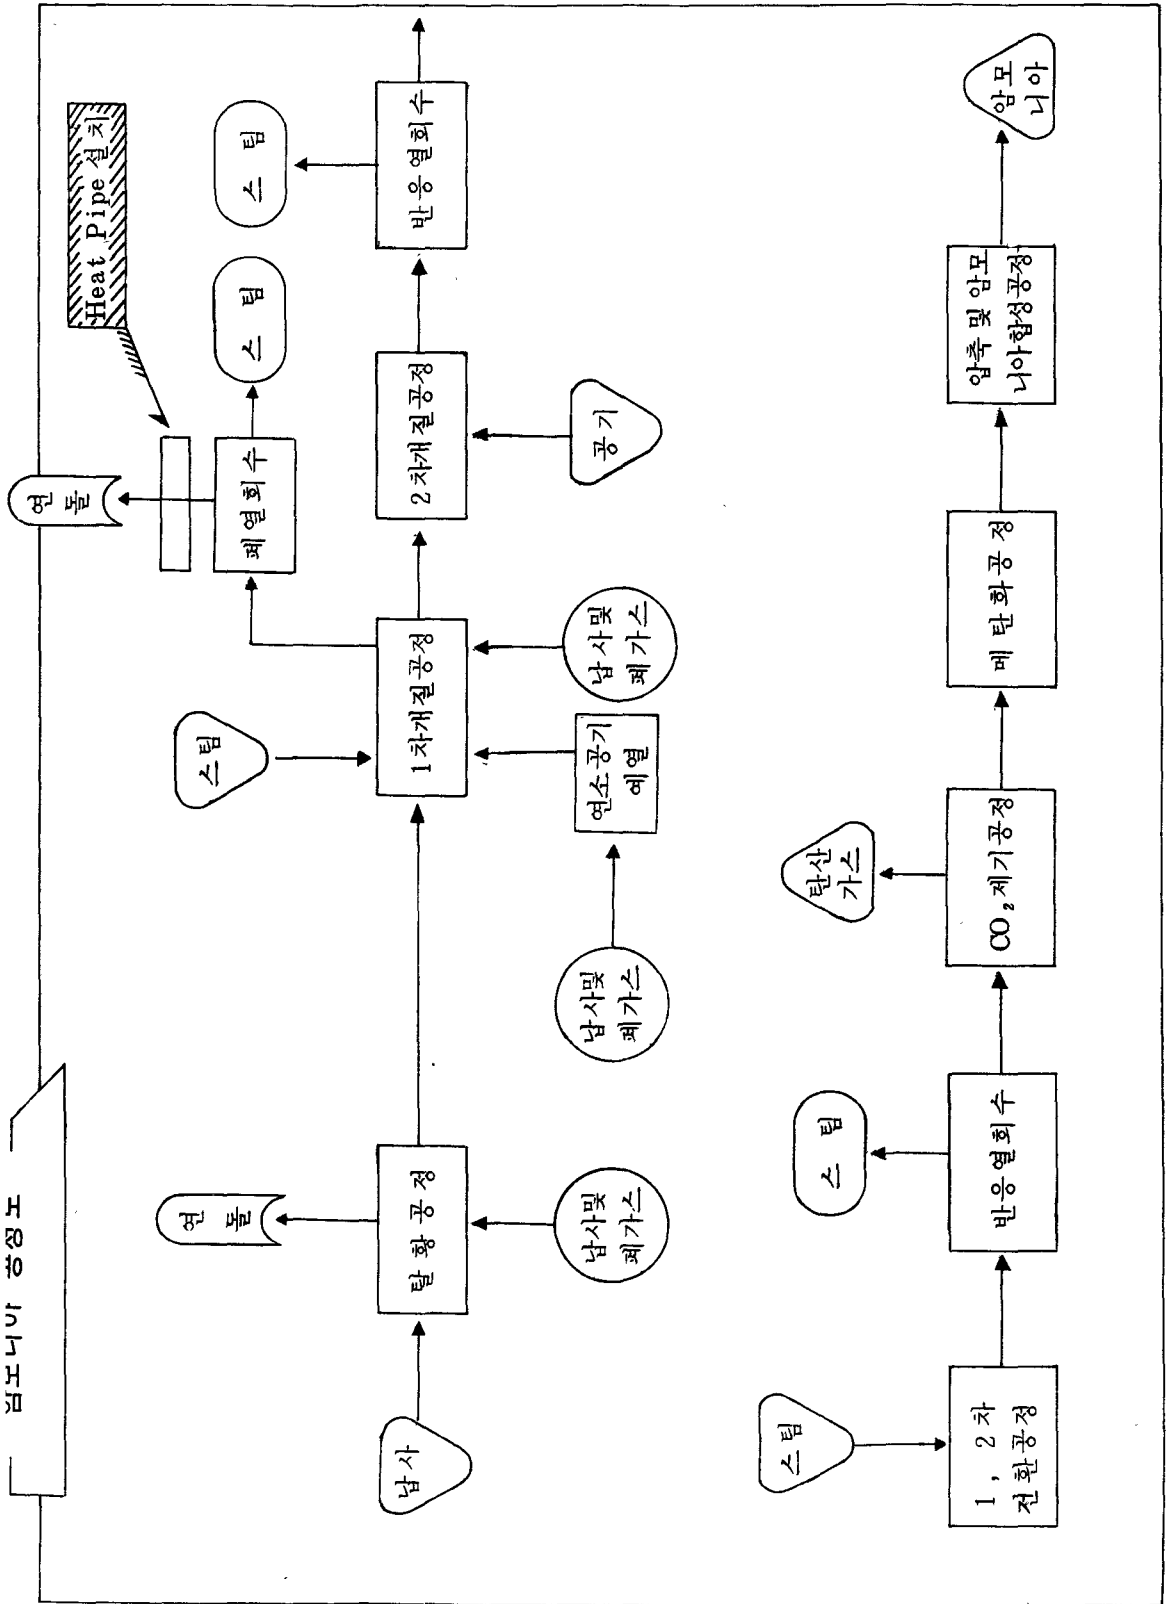 암모니아 공정도
연
돌
Heat Pipe 설치
연
돌
스팀
페열회수
스 팀
스 팀
납사
탈황공정
1차개질공정
2차개질공정
반응열회수
납사및
페가스
납사및
페가스
연소공기
예열
납사및
페가스
공기
스팀
스 팀
탄산
가스
1, 2차
전환공정
반응열회수
CO₂제기공정
메탄화공정
압축및암모
니아합성공정
암모
니아